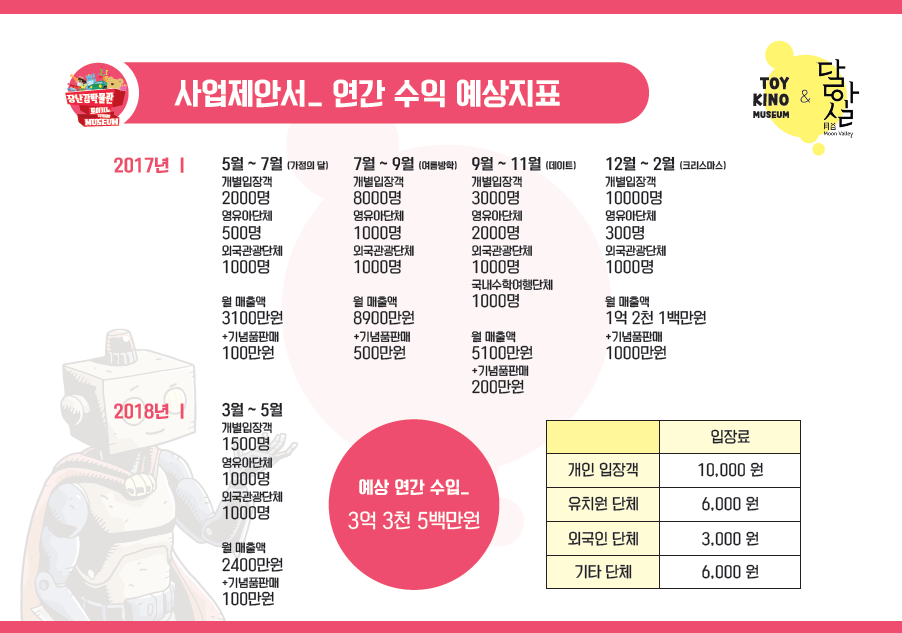 장난감박물관
토이키노
MUSEUM
사업제안서_ 연간 수익 예상지표
TOY
KINO
MUSEUM
&
달
하
실
月谷
Moon Valley
2017년 |
5월 ~ 7월 (가정의 달)
개별입장객
2000명
영유아단체
500명
외국관광단체
1000명
월 매출액
3100만원
+기념품판매
100만원
7월 ~ 9월 (여름방학)
개별입장객
8000명
영유아단체
1000명
외국관광단체
1000명
월 매출액
8900만원
+기념품판매
500만원
9월 ~ 11월 (데이트)
개별입장객
3000명
영유아단체
2000명
외국관광단체
1000명
국내수학여행단체
1000명
월 매출액
5100만원
+기념품판매
200만원
12월 ~ 2월 (크리스마스)
개별입장객
10000명
영유아단체
300명
외국관광단체
1000명
월 매출액
1억 2천 1백만원
+기념품판매
1000만원
2018년 |
3월 ~ 5월
개별입장객
1500명
영유아단체
1000명
외국관광단체
1000명
월 매출액
2400만원
+기념품판매
100만원
예상 연간 수입_
3억 3천 5백만원
입장료
개인 입장객 10,000 원
유치원 단체 6,000 원
외국인 단체 3,000 원
기타 단체 6,000 원